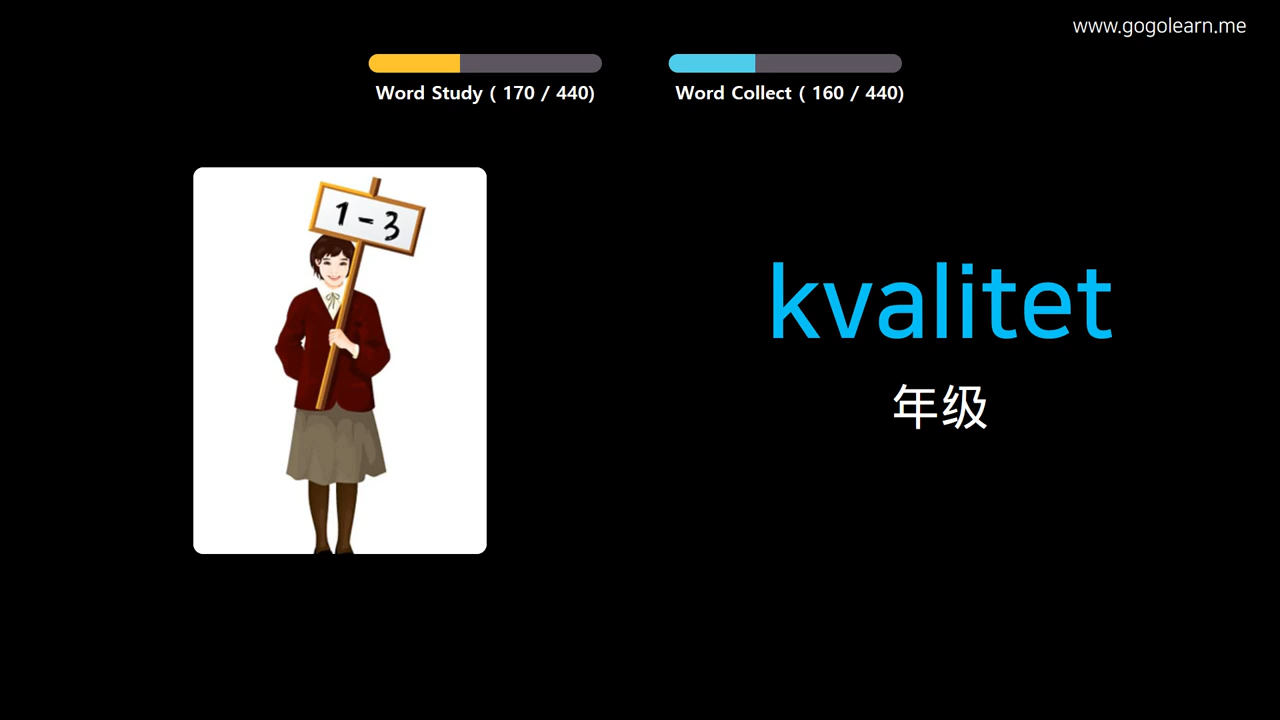 www.gogolearn.me
Word Study ( 170 / 440)
Word Collect ( 160 / 440)
1 - 3
kvalitet
年级